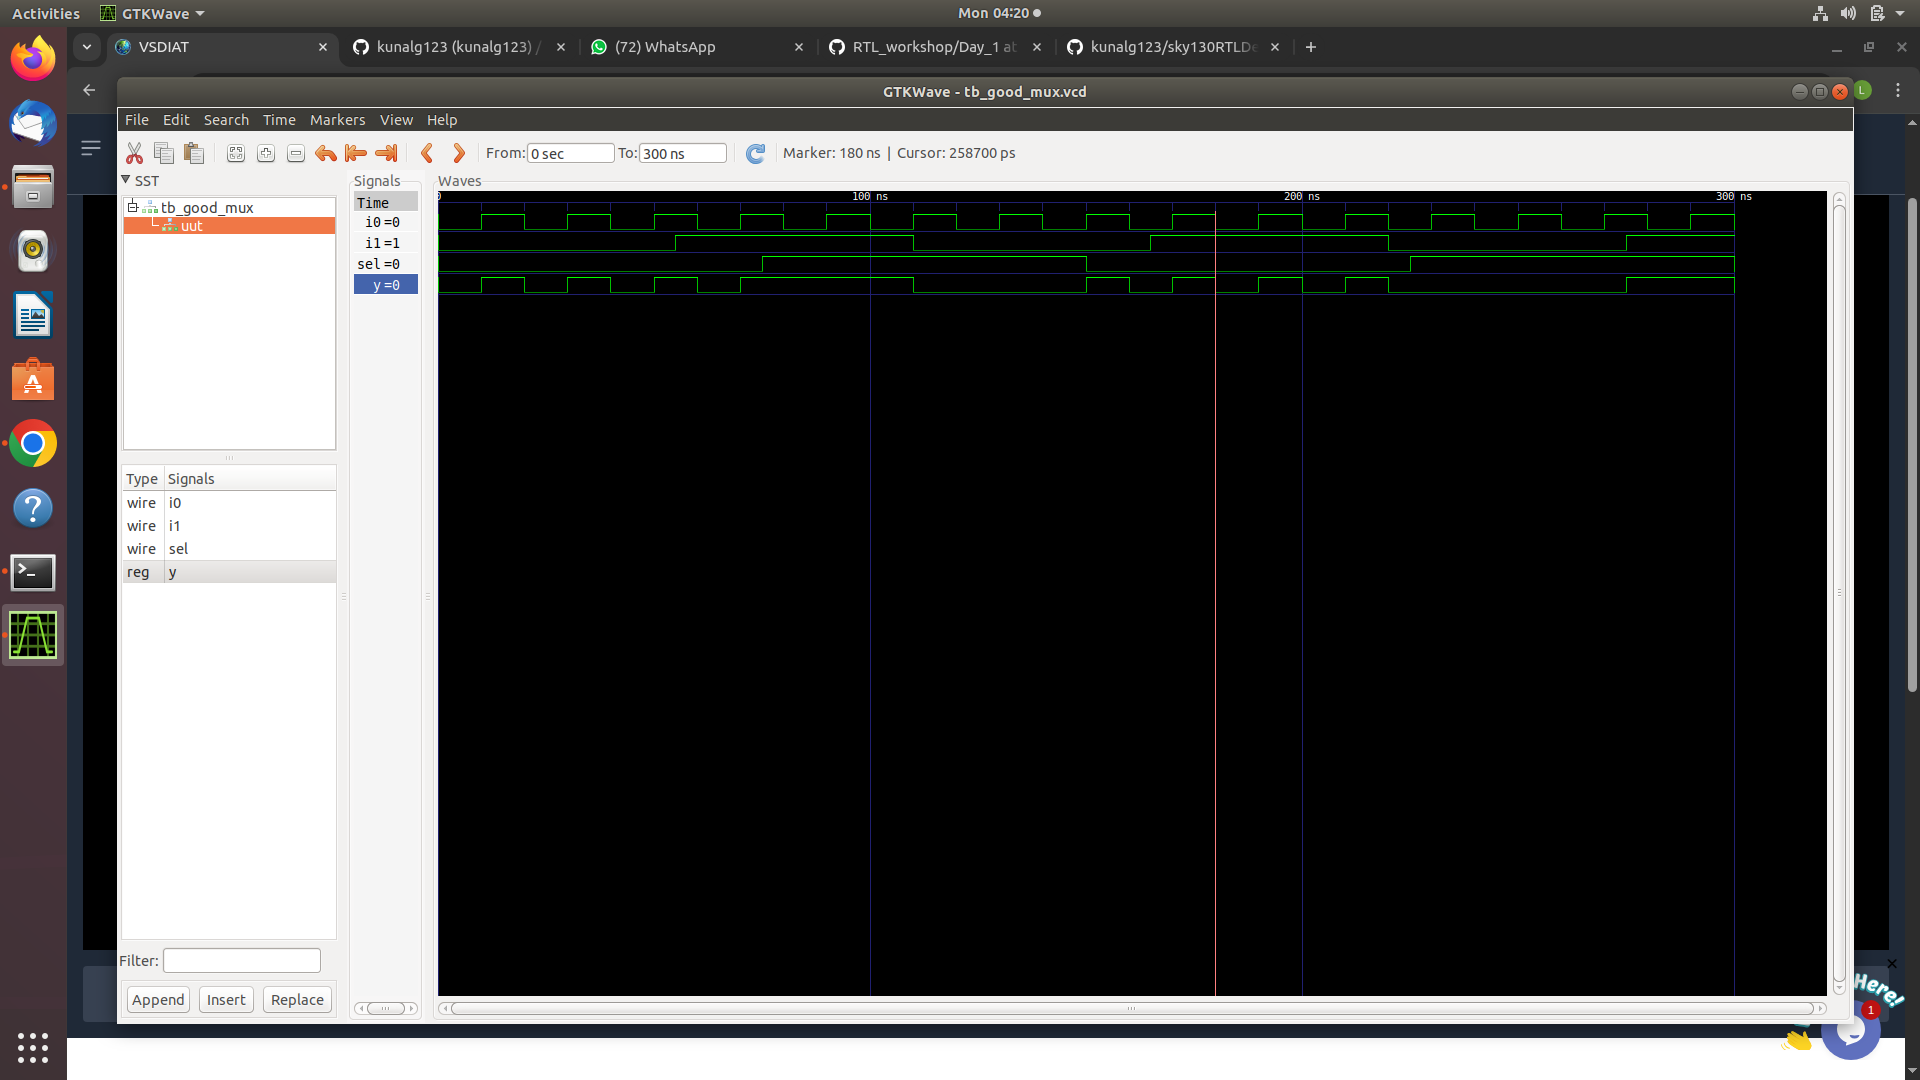 Activities GTKWave Mon 04:20
VSDIAT kunalg123 (kunalg123) / (72) WhatsApp RTL_workshop/Day_1 at kunalg123/sky130RTLDe
GTKWave - tb_good_mux.vcd L
File Edit Search Time Markers View Help
From: 0 sec To: 300 ns Marker: 180 ns | Cursor: 258700 ps
SST Signals Waves
Time 0 100 ns 200 ns 300 ns
tb_good_mux
uut
i0 =0
i1 =1
sel =0
y =0
Type Signals
wire i0
wire i1
wire sel
reg y
Filter:
Append Insert Replace
Here!
1